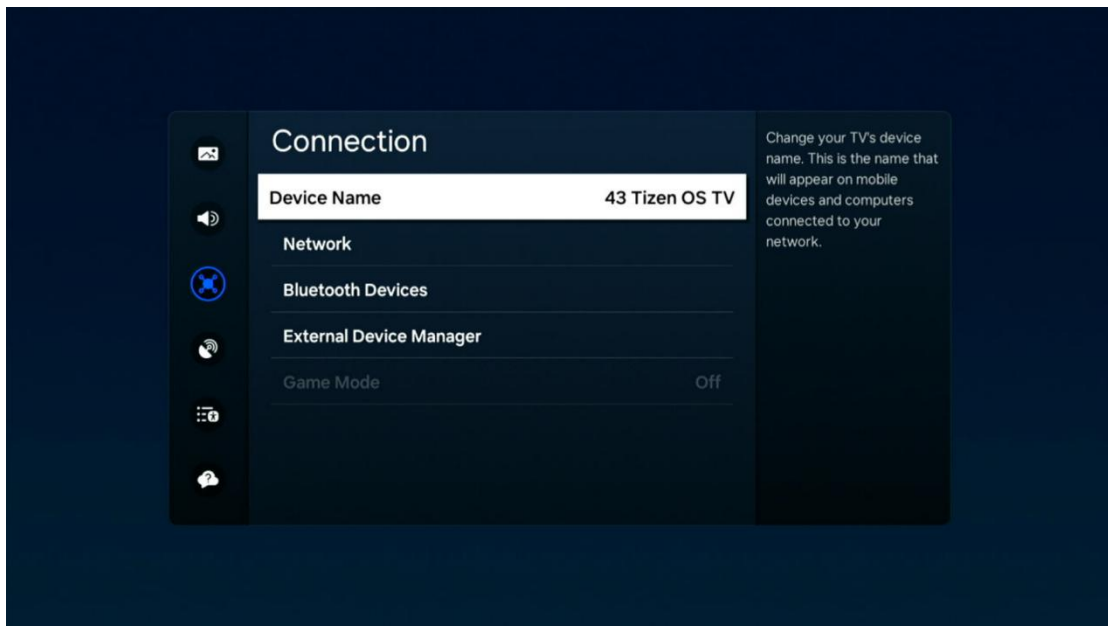 Connection
Device Name 43 Tizen OS TV
Network
Bluetooth Devices
External Device Manager
Game Mode Off
Change your TV's device
name. This is the name that
will appear on mobile
devices and computers
connected to your
network.